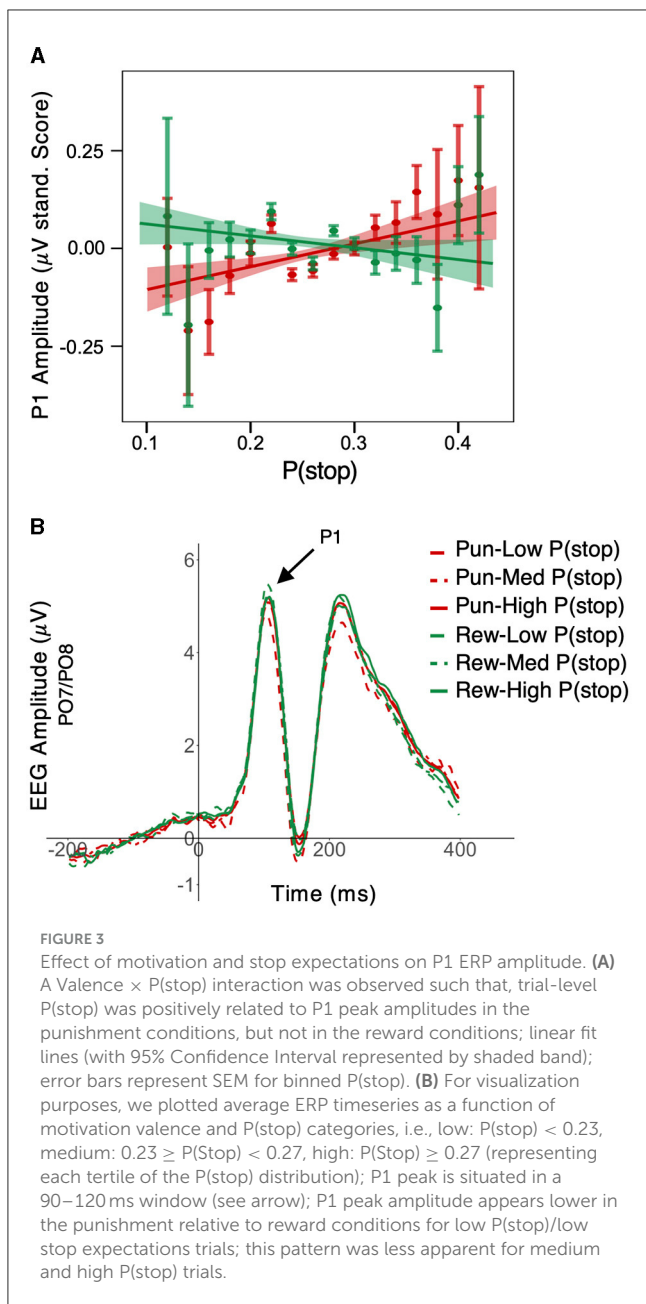 A
P1 Amplitude (µV stand. Score)
0.25
0.00
-0.25
0.1 0.2 0.3 0.4
P(stop)
B
EEG Amplitude (µV)
PO7/PO8
6
4
2
0
-1
-200 0 200 400
Time (ms)
P1
Pun-Low P(stop)
Pun-Med P(stop)
Pun-High P(stop)
Rew-Low P(stop)
Rew-Med P(stop)
Rew-High P(stop)
FIGURE 3
Effect of motivation and stop expectations on P1 ERP amplitude. (A)
A Valence × P(stop) interaction was observed such that, trial-level
P(stop) was positively related to P1 peak amplitudes in the
punishment conditions, but not in the reward conditions; linear fit
lines (with 95% Confidence Interval represented by shaded band);
error bars represent SEM for binned P(stop). (B) For visualization
purposes, we plotted average ERP timeseries as a function of
motivation valence and P(stop) categories, i.e., low: P(stop) < 0.23,
medium: 0.23 ≥ P(Stop) < 0.27, high: P(Stop) ≥ 0.27 (representing
each tertile of the P(stop) distribution); P1 peak is situated in a
90–120 ms window (see arrow); P1 peak amplitude appears lower in
the punishment relative to reward conditions for low P(stop)/low
stop expectations trials; this pattern was less apparent for medium
and high P(stop) trials.